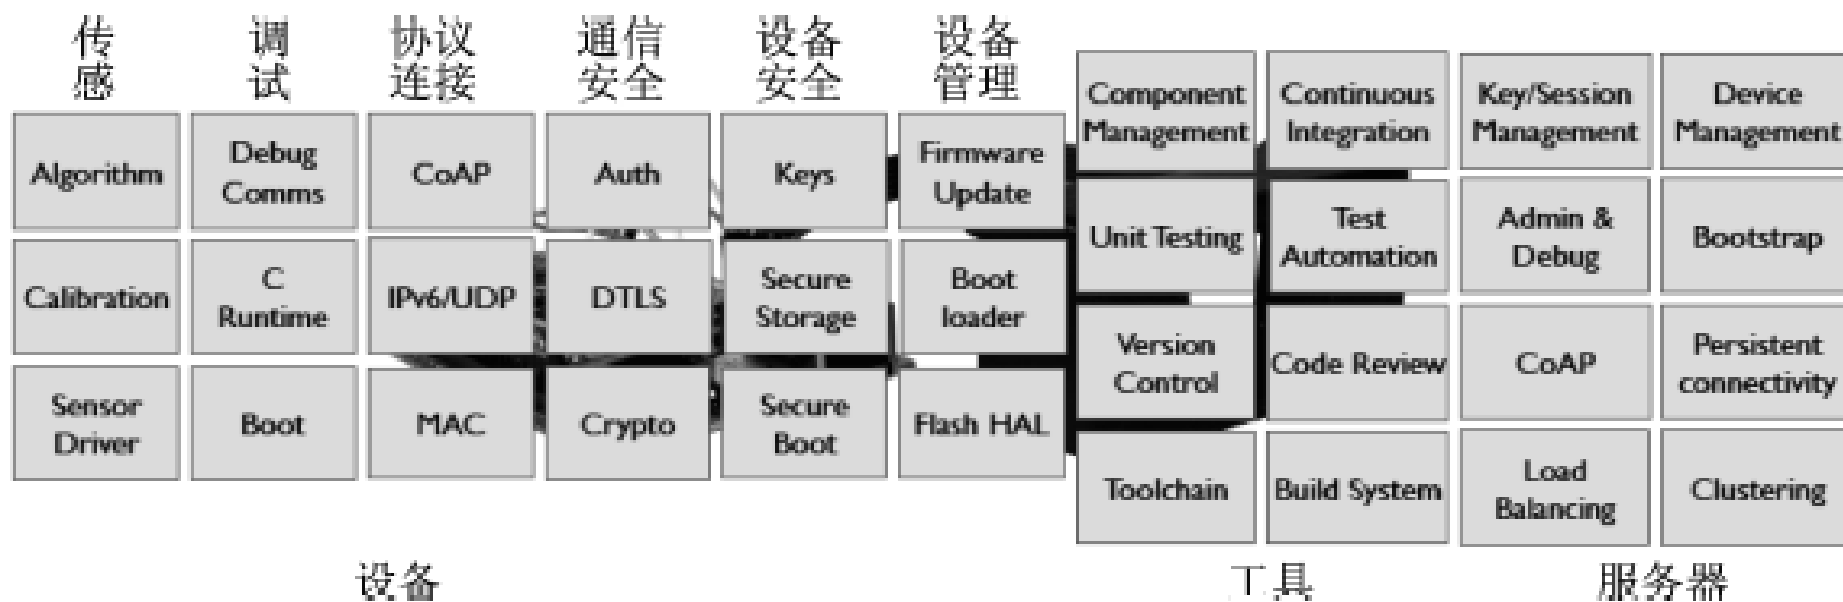 传感
调试
协议连接
通信安全
设备安全
设备管理
Algorithm
Debug
Comms
CoAP
Auth
Keys
Firmware
Update
Calibration
C
Runtime
IPv6/UDP
DTLS
Secure
Storage
Boot
loader
Sensor
Driver
Boot
MAC
Crypto
Secure
Boot
Flash HAL
设备
Component
Management
Continuous
Integration
Unit Testing
Test
Automation
Version
Control
Code Review
Toolchain
Build System
工具
Key/Session
Management
Device
Management
Admin &
Debug
Bootstrap
CoAP
Persistent
connectivity
Load
Balancing
Clustering
服务器